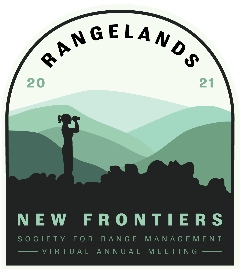 RANGELANDS
20 21
NEW FRONTIERS
SOCIETY FOR RANGE MANAGEMENT
VIRTUAL ANNUAL MEETING